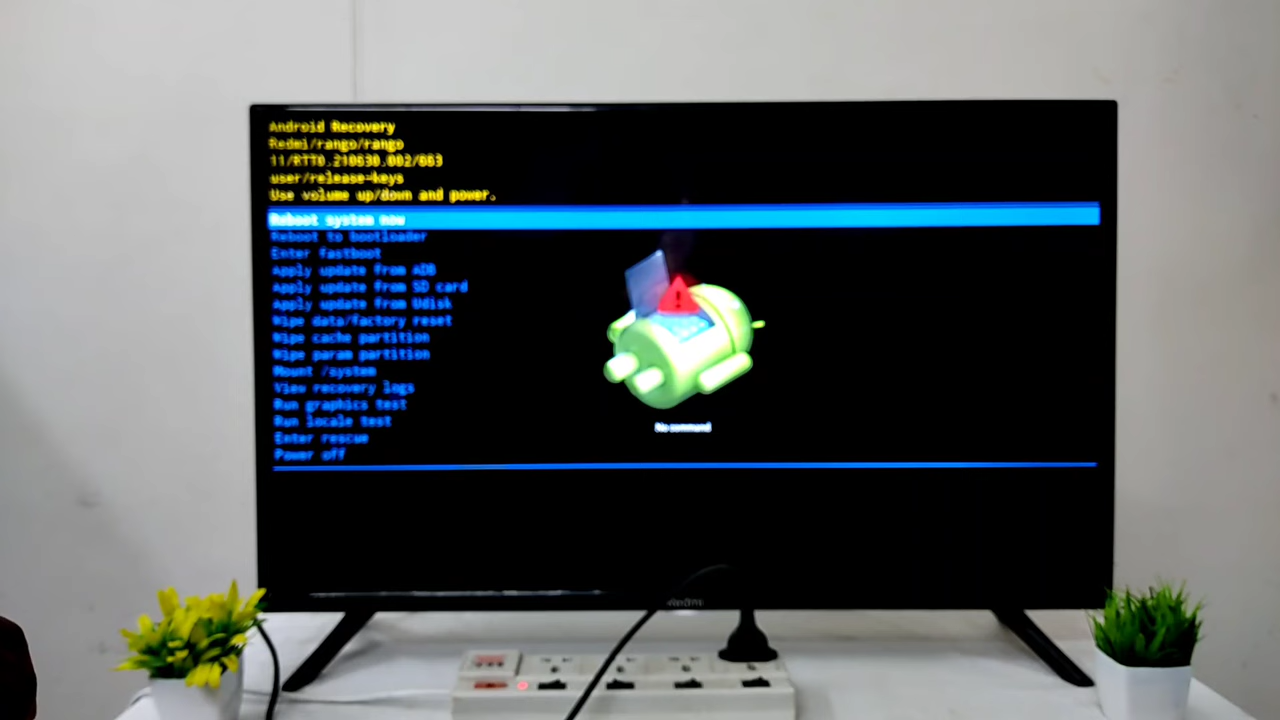 Android Recovery
Redmi/rango/rango
11/RTT0.210630.002/663
user/release-keys
Use volume up/down and power.
Reboot system now
Reboot to bootloader
Enter fastboot
Apply update from ADB
Apply update from SD card
Apply update from Udisk
Wipe data/factory reset
Wipe cache partition
Wipe param partition
Mount /system
View recovery logs
Run graphics test
Run locale test
Enter rescue
Power off
No command